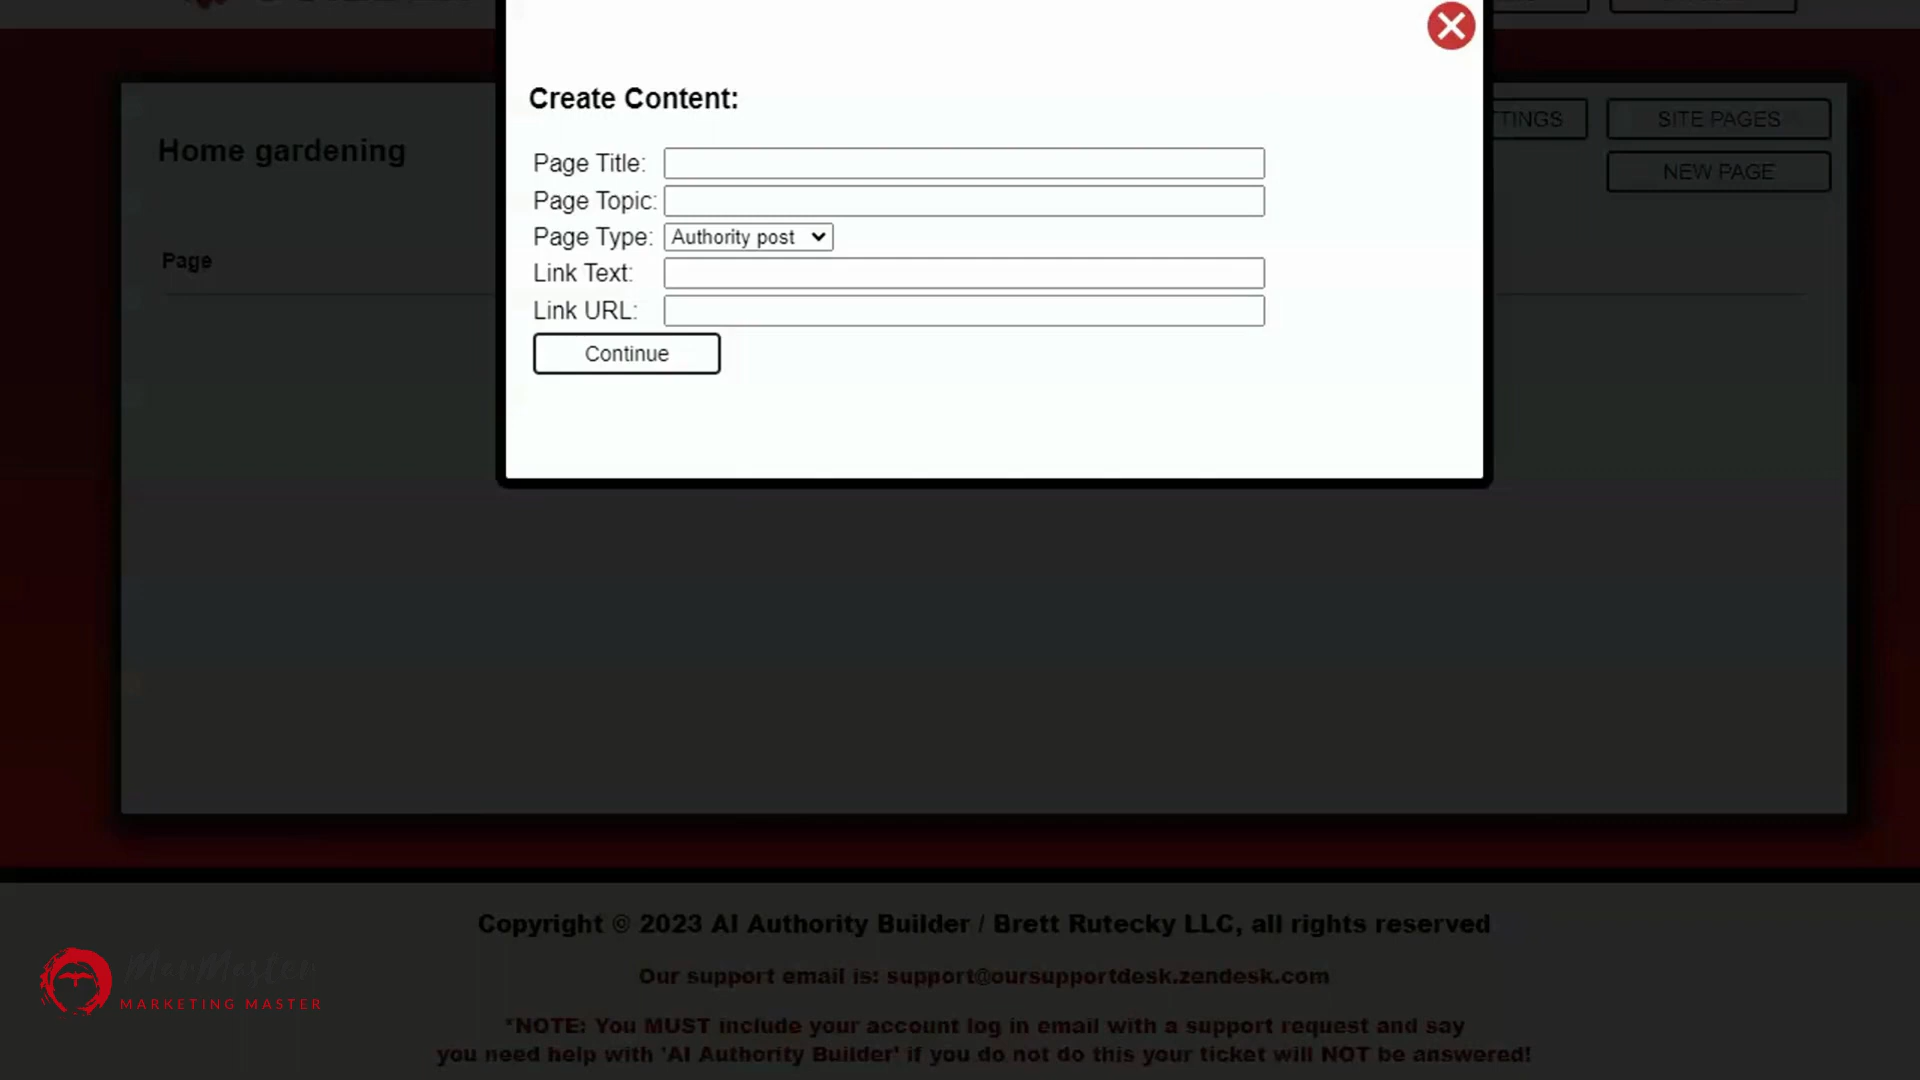 Create Content:
Page Title:
Page Topic:
Page Type: Authority post
Link Text:
Link URL:
Continue
Home gardening
TINGS
SITE PAGES
NEW PAGE
Page
Copyright © 2023 AI Authority Builder / Brett Rutecky LLC, all rights reserved
Our support email is: support@oursupportdesk.zendesk.com
*NOTE: You MUST include your account log in email with a support request and say
you need help with 'AI Authority Builder' if you do not do this your ticket will NOT be answered!
MARKETING MASTER